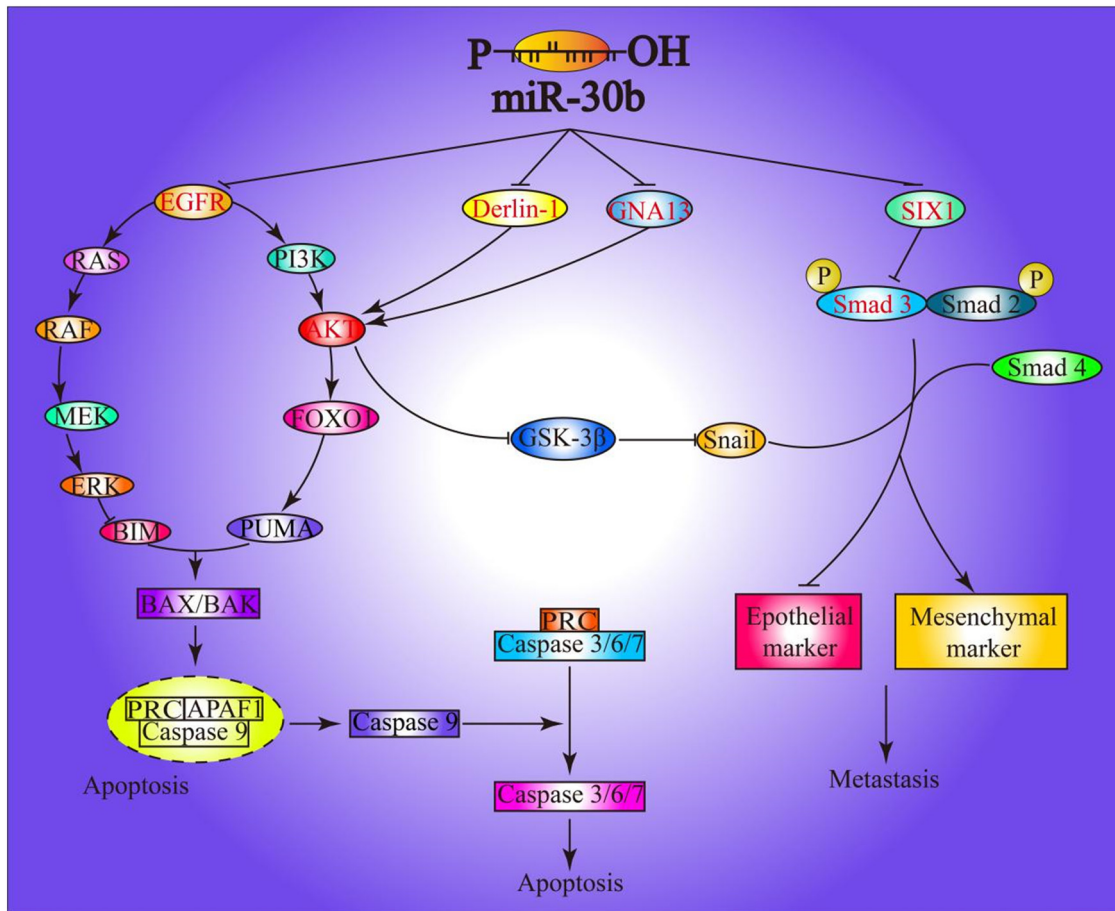 P OH
miR-30b
EGFR
Derlin-1
GNA13
SIX1
RAS
PI3K
P
P
Smad 3
Smad 2
RAF
AKT
Smad 4
MEK
FOXO1
GSK-3β
Snail
ERK
BIM
PUMA
BAX/BAK
PRC
Caspase 3/6/7
Epothelial
marker
Mesenchymal
marker
PRC
APAF1
Caspase 9
Caspase 9
Apoptosis
Caspase 3/6/7
Metastasis
Apoptosis